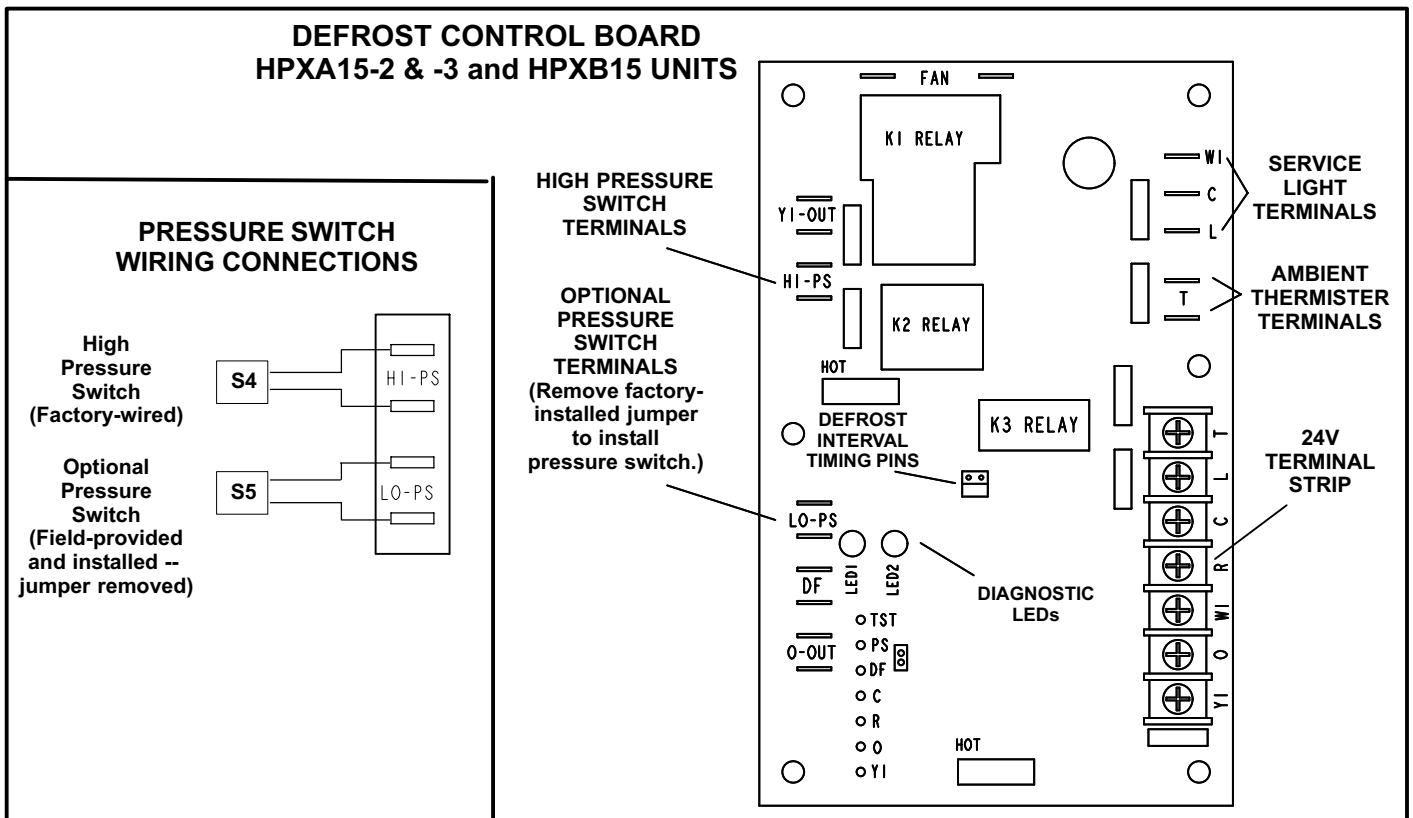 DEFROST CONTROL BOARD
HPXA15-2 & -3 and HPXB15 UNITS
PRESSURE SWITCH
WIRING CONNECTIONS
High
Pressure
Switch
(Factory-wired)
S4
HI-PS
Optional
Pressure
Switch
(Field-provided
and installed --
jumper removed)
S5
LO-PS
HIGH PRESSURE
SWITCH
TERMINALS
OPTIONAL
PRESSURE
SWITCH
TERMINALS
(Remove factory-
installed jumper
to install
pressure switch.)
DEFROST
INTERVAL
TIMING PINS
FAN
K1 RELAY
Y1-OUT
HI-PS
K2 RELAY
HOT
K3 RELAY
LO-PS
LED1
LED2
DF
O-OUT
TST
PS
DF
C
R
O
Y1
HOT
DIAGNOSTIC
LEDs
W1
C
L
T
SERVICE
LIGHT
TERMINALS
AMBIENT
THERMISTER
TERMINALS
T
L
C
R
W1
O
Y1
24V
TERMINAL
STRIP